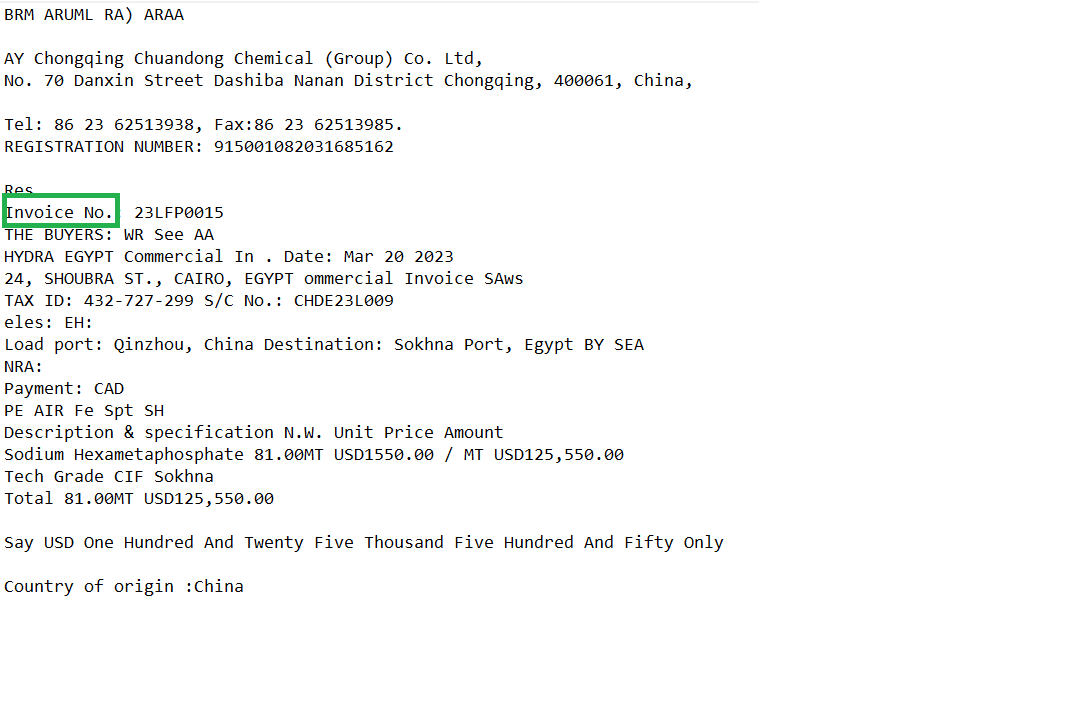 BRM ARUML RA) ARAA
AY Chongqing Chuandong Chemical (Group) Co. Ltd,
No. 70 Danxin Street Dashiba Nanan District Chongqing, 400061, China,
Tel: 86 23 62513938, Fax:86 23 62513985.
REGISTRATION NUMBER: 915001082031685162
Res
Invoice No. 23LFP0015
THE BUYERS: WR See AA
HYDRA EGYPT Commercial In . Date: Mar 20 2023
24, SHOUBRA ST., CAIRO, EGYPT ommercial Invoice SAws
TAX ID: 432-727-299 S/C No.: CHDE23L009
eles: EH:
Load port: Qinzhou, China Destination: Sokhna Port, Egypt BY SEA
NRA:
Payment: CAD
PE AIR Fe Spt SH
Description & specification N.W. Unit Price Amount
Sodium Hexametaphosphate 81.00MT USD1550.00 / MT USD125,550.00
Tech Grade CIF Sokhna
Total 81.00MT USD125,550.00
Say USD One Hundred And Twenty Five Thousand Five Hundred And Fifty Only
Country of origin :China